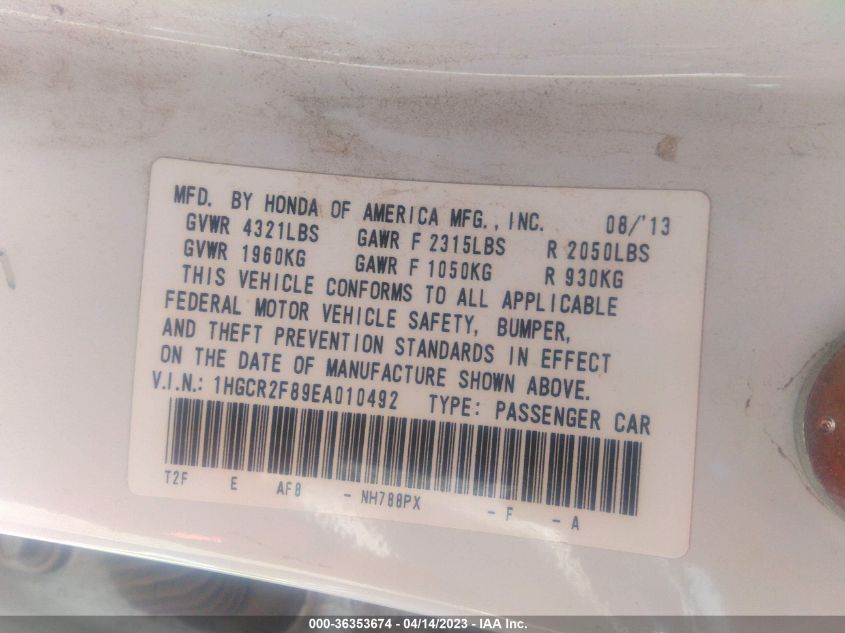 MFD. BY HONDA OF AMERICA MFG., INC. 08/'13
GVWR 4321LBS GAWR F 2315LBS R 2050LBS
GVWR 1960KG GAWR F 1050KG R 930KG
THIS VEHICLE CONFORMS TO ALL APPLICABLE
FEDERAL MOTOR VEHICLE SAFETY, BUMPER,
AND THEFT PREVENTION STANDARDS IN EFFECT
ON THE DATE OF MANUFACTURE SHOWN ABOVE.
V.I.N.: 1HGCR2F89EA010492 TYPE: PASSENGER CAR
T2F E AF8 - NH788PX - F - A
000-36353674 - 04/14/2023 - IAA Inc.